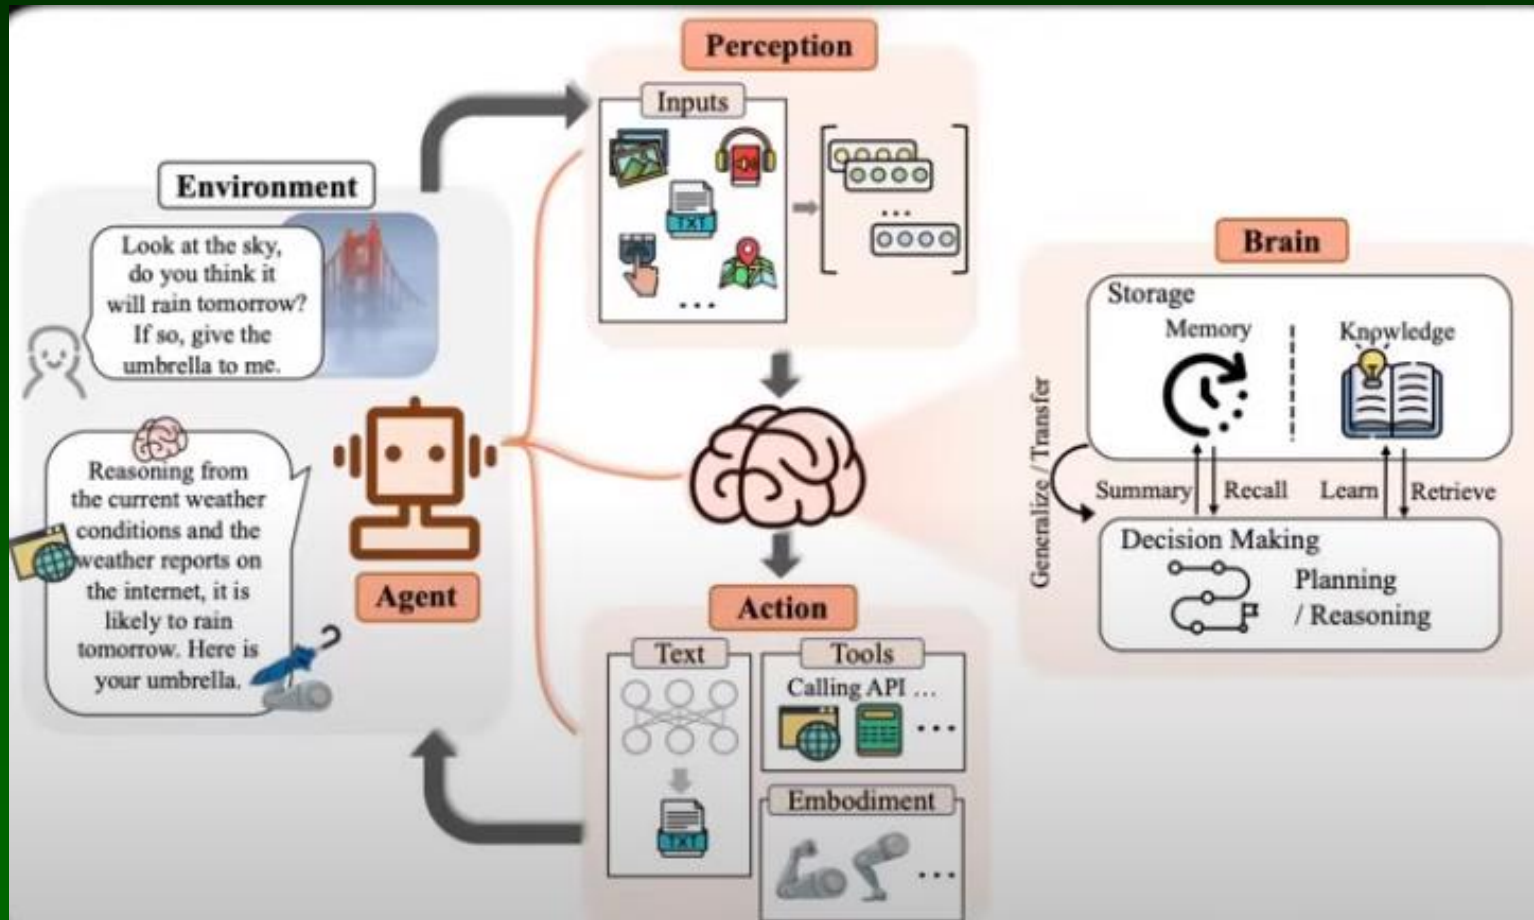 Perception
Inputs
TXT
Environment
Look at the sky,
do you think it
will rain tomorrow?
If so, give the
umbrella to me.
Reasoning from
the current weather
conditions and the
weather reports on
the internet, it is
likely to rain
tomorrow. Here is
your umbrella.
Agent
Brain
Storage
Memory
Knowledge
Generalize / Transfer
Summary
Recall
Learn
Retrieve
Decision Making
Planning
/ Reasoning
Action
Text
TXT
Tools
Calling API ...
Embodiment